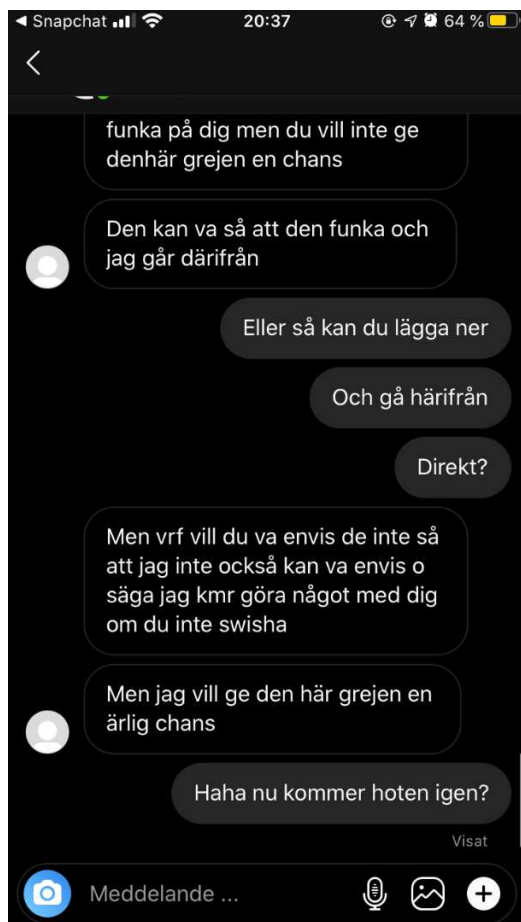 Snapchat
20:37
64 %
funka på dig men du vill inte ge
denhär grejen en chans
Den kan va så att den funka och
jag går därifrån
Eller så kan du lägga ner
Och gå härifrån
Direkt?
Men vrf vill du va envis de inte så
att jag inte också kan va envis o
säga jag kmr göra något med dig
om du inte swisha
Men jag vill ge den här grejen en
ärlig chans
Haha nu kommer hoten igen?
Visat
Meddelande ...